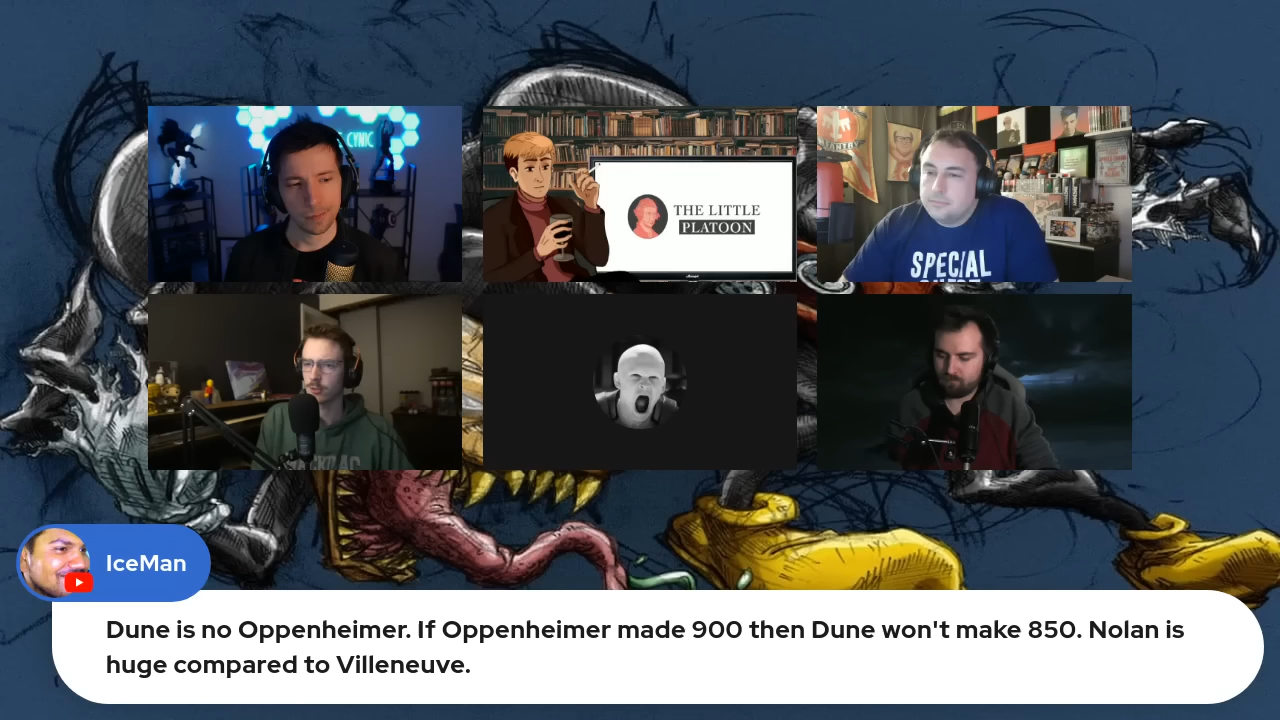 CYNIC
THE LITTLE
PLATOON
SPECIAL
IceMan
Dune is no Oppenheimer. If Oppenheimer made 900 then Dune won't make 850. Nolan is
huge compared to Villeneuve.